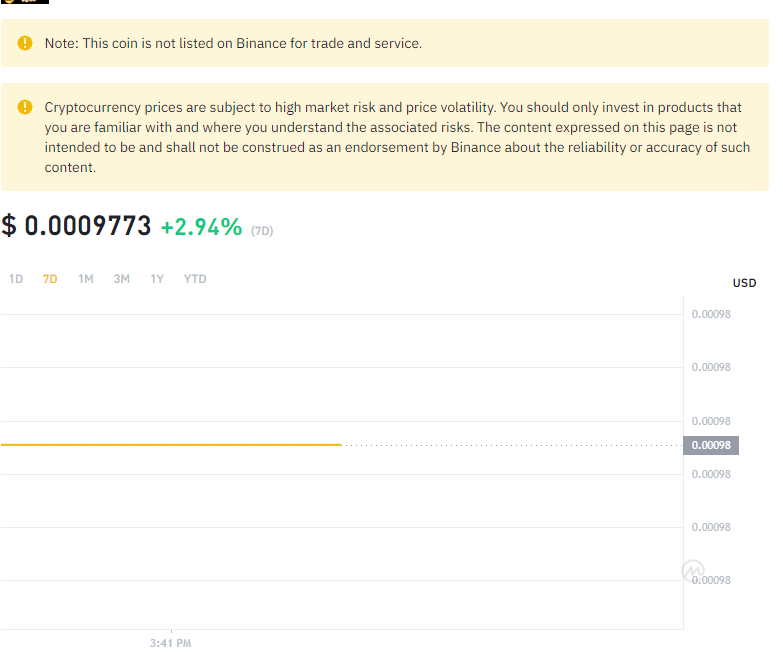 Note: This coin is not listed on Binance for trade and service.
Cryptocurrency prices are subject to high market risk and price volatility. You should only invest in products that
you are familiar with and where you understand the associated risks. The content expressed on this page is not
intended to be and shall not be construed as an endorsement by Binance about the reliability or accuracy of such
content.
$ 0.0009773 +2.94% (7D)
1D 7D 1M 3M 1Y YTD
USD
0.00098
0.00098
0.00098
0.00098
0.00098
0.00098
0.00098
3:41 PM